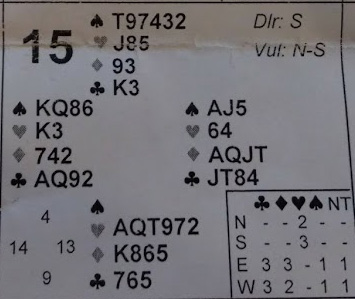 15
♠ T97432
♥ J85
♦ 93
♣ K3
Dlr: S
Vul: N-S
♠ KQ86
♥ K3
♦ 742
♣ AQ92
♠ AJ5
♥ 64
♦ AQJT
♣ JT84
4
14 13
9
♠
♥ AQT972
♦ K865
♣ 765
♣ ♦ ♥ ♠ NT
N - - 2 - -
S - - 3 - -
E 3 3 - 1 1
W 3 2 - 1 1